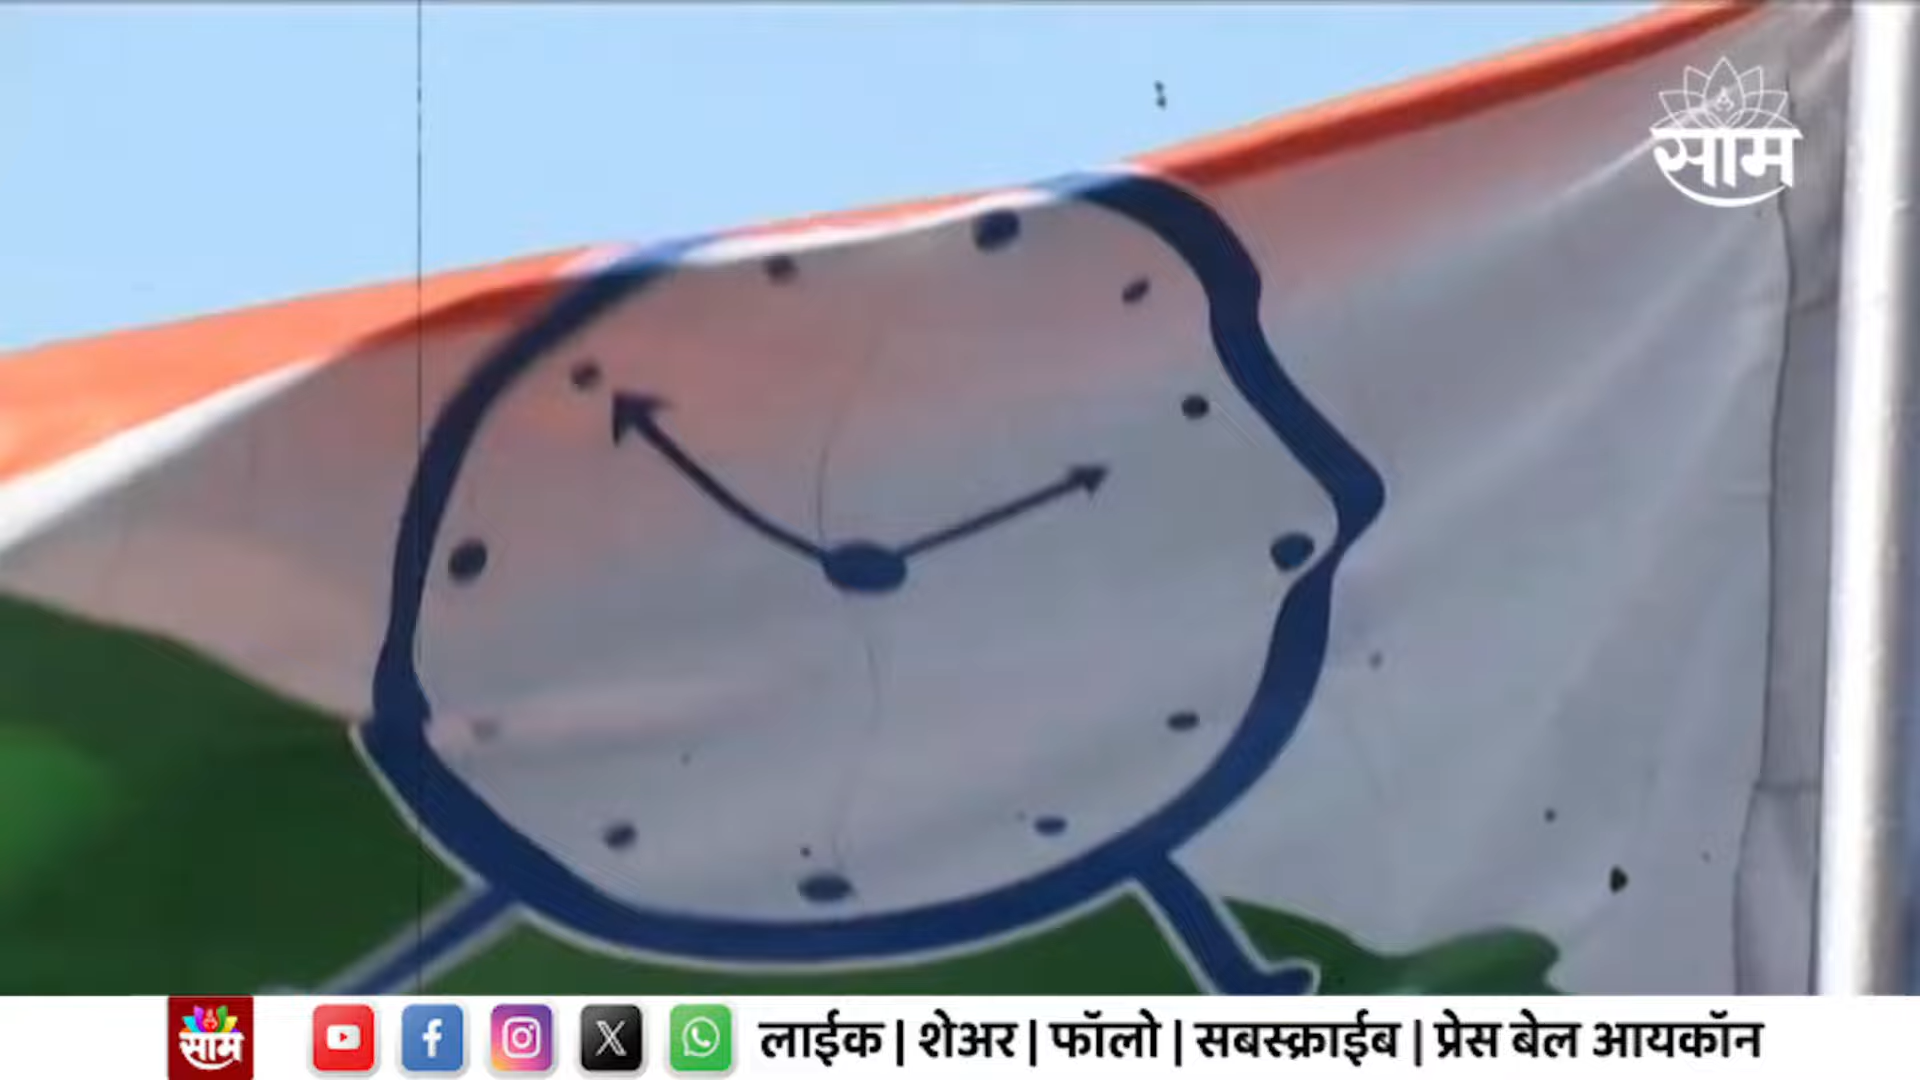 साम
साम लाईक | शेअर | फॉलो | सबस्क्राईब | प्रेस बेल आयकॉन